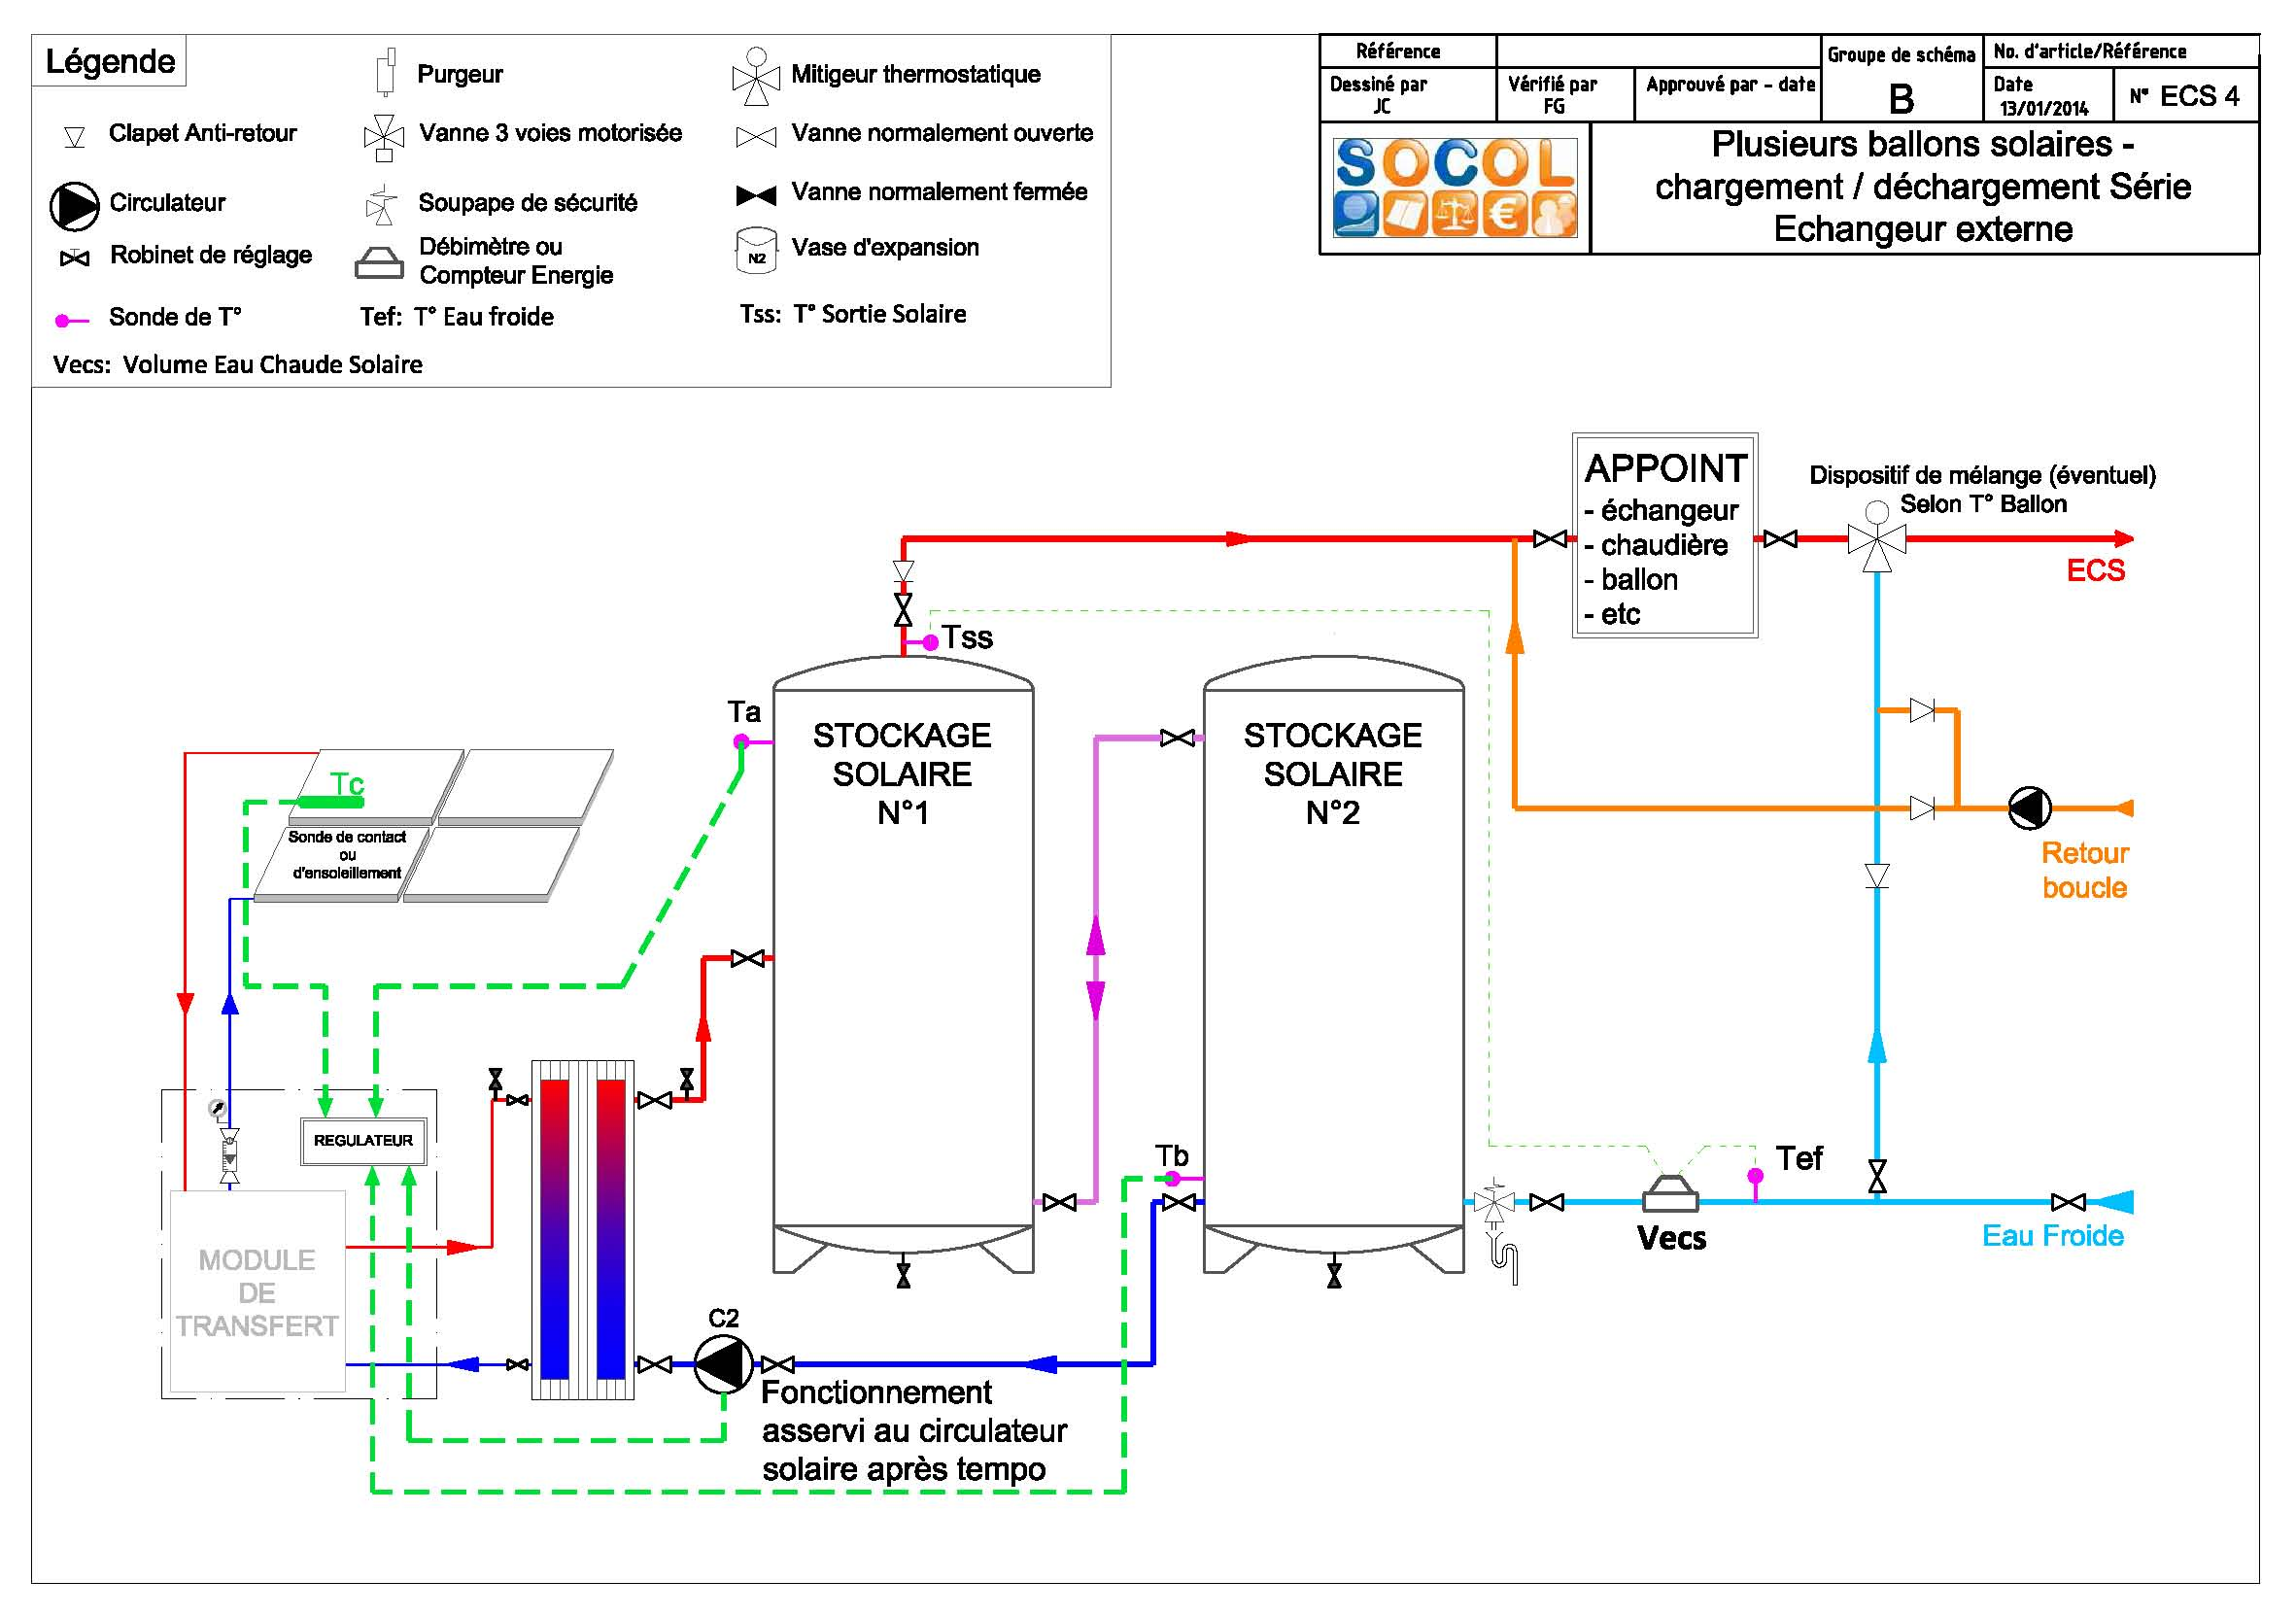 Légende
Purgeur
Mitigeur thermostatique
Clapet Anti-retour
Vanne 3 voies motorisée
Vanne normalement ouverte
Circulateur
Soupape de sécurité
Vanne normalement fermée
Robinet de réglage
Débimètre ou
Compteur Energie
N2
Vase d'expansion
Sonde de T°
Tef: T° Eau froide
Tss: T° Sortie Solaire
Vecs: Volume Eau Chaude Solaire
Référence
Groupe de schéma
No. d'article/Référence
Dessiné par
JC
Vérifié par
FG
Approuvé par - date
B
Date
13/01/2014
N° ECS 4
SOCOL
€
Plusieurs ballons solaires -
chargement / déchargement Série
Echangeur externe
APPOINT
- échangeur
- chaudière
- ballon
- etc
Dispositif de mélange (éventuel)
Selon T° Ballon
ECS
Tss
Ta
STOCKAGE
SOLAIRE
N°1
STOCKAGE
SOLAIRE
N°2
Tc
Sonde de contact
ou
d'ensoleillement
Retour
boucle
REGULATEUR
Tb
Tef
Vecs
Eau Froide
MODULE
DE
TRANSFERT
C2
Fonctionnement
asservi au circulateur
solaire après tempo